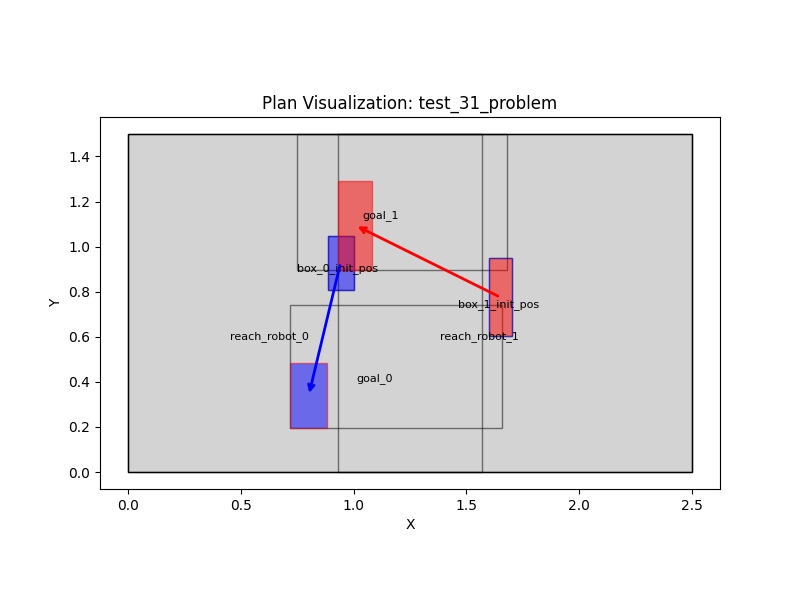 Plan Visualization: test_31_problem
Y
1.4
1.2
1.0
0.8
0.6
0.4
0.2
0.0
goal_1
box_0_init_pos
box_1_init_pos
reach_robot_0
reach_robot_1
goal_0
0.0 0.5 1.0 1.5 2.0 2.5
X